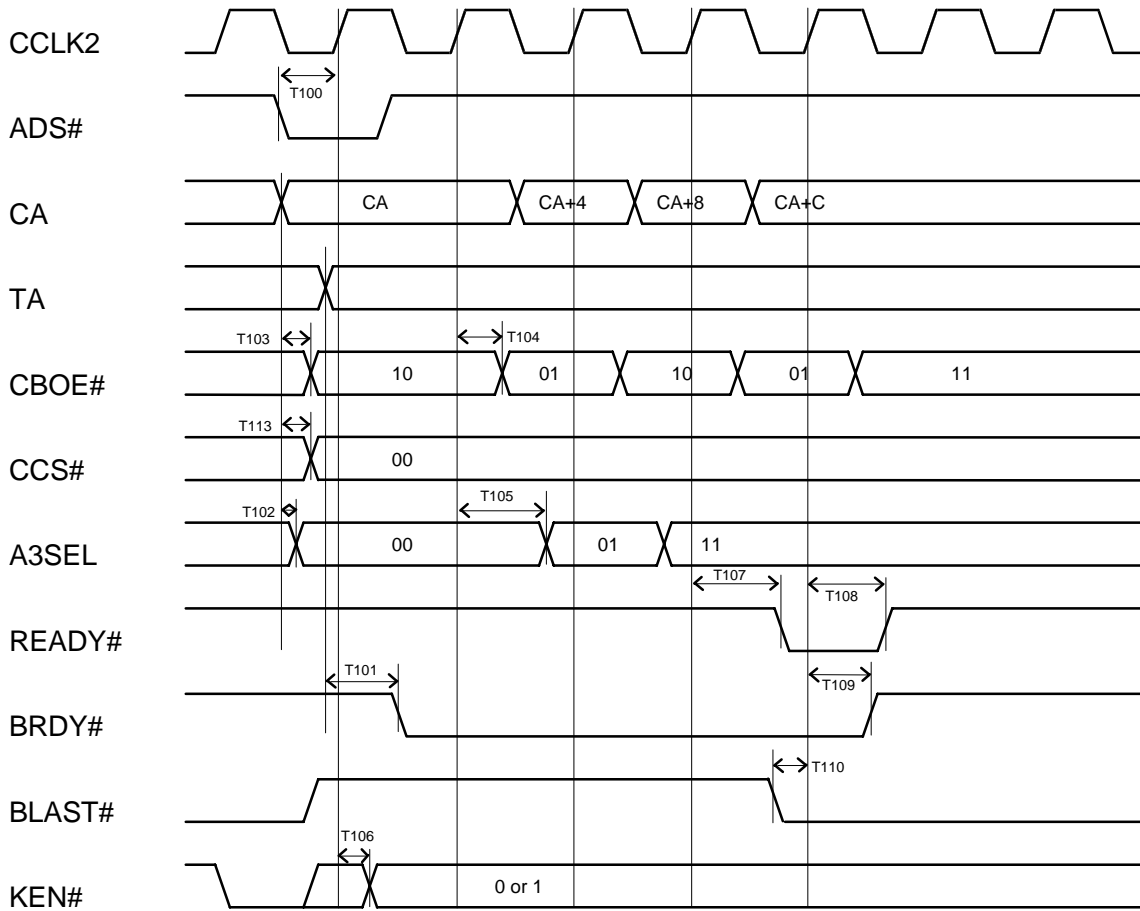 CCLK2
T100
ADS#
CA
CA
CA+4
CA+8
CA+C
TA
T103
T104
CBOE#
10
01
10
01
11
T113
CCS#
00
T102
T105
A3SEL
00
01
11
T107
T108
READY#
T101
T109
BRDY#
T110
BLAST#
T106
KEN#
0 or 1